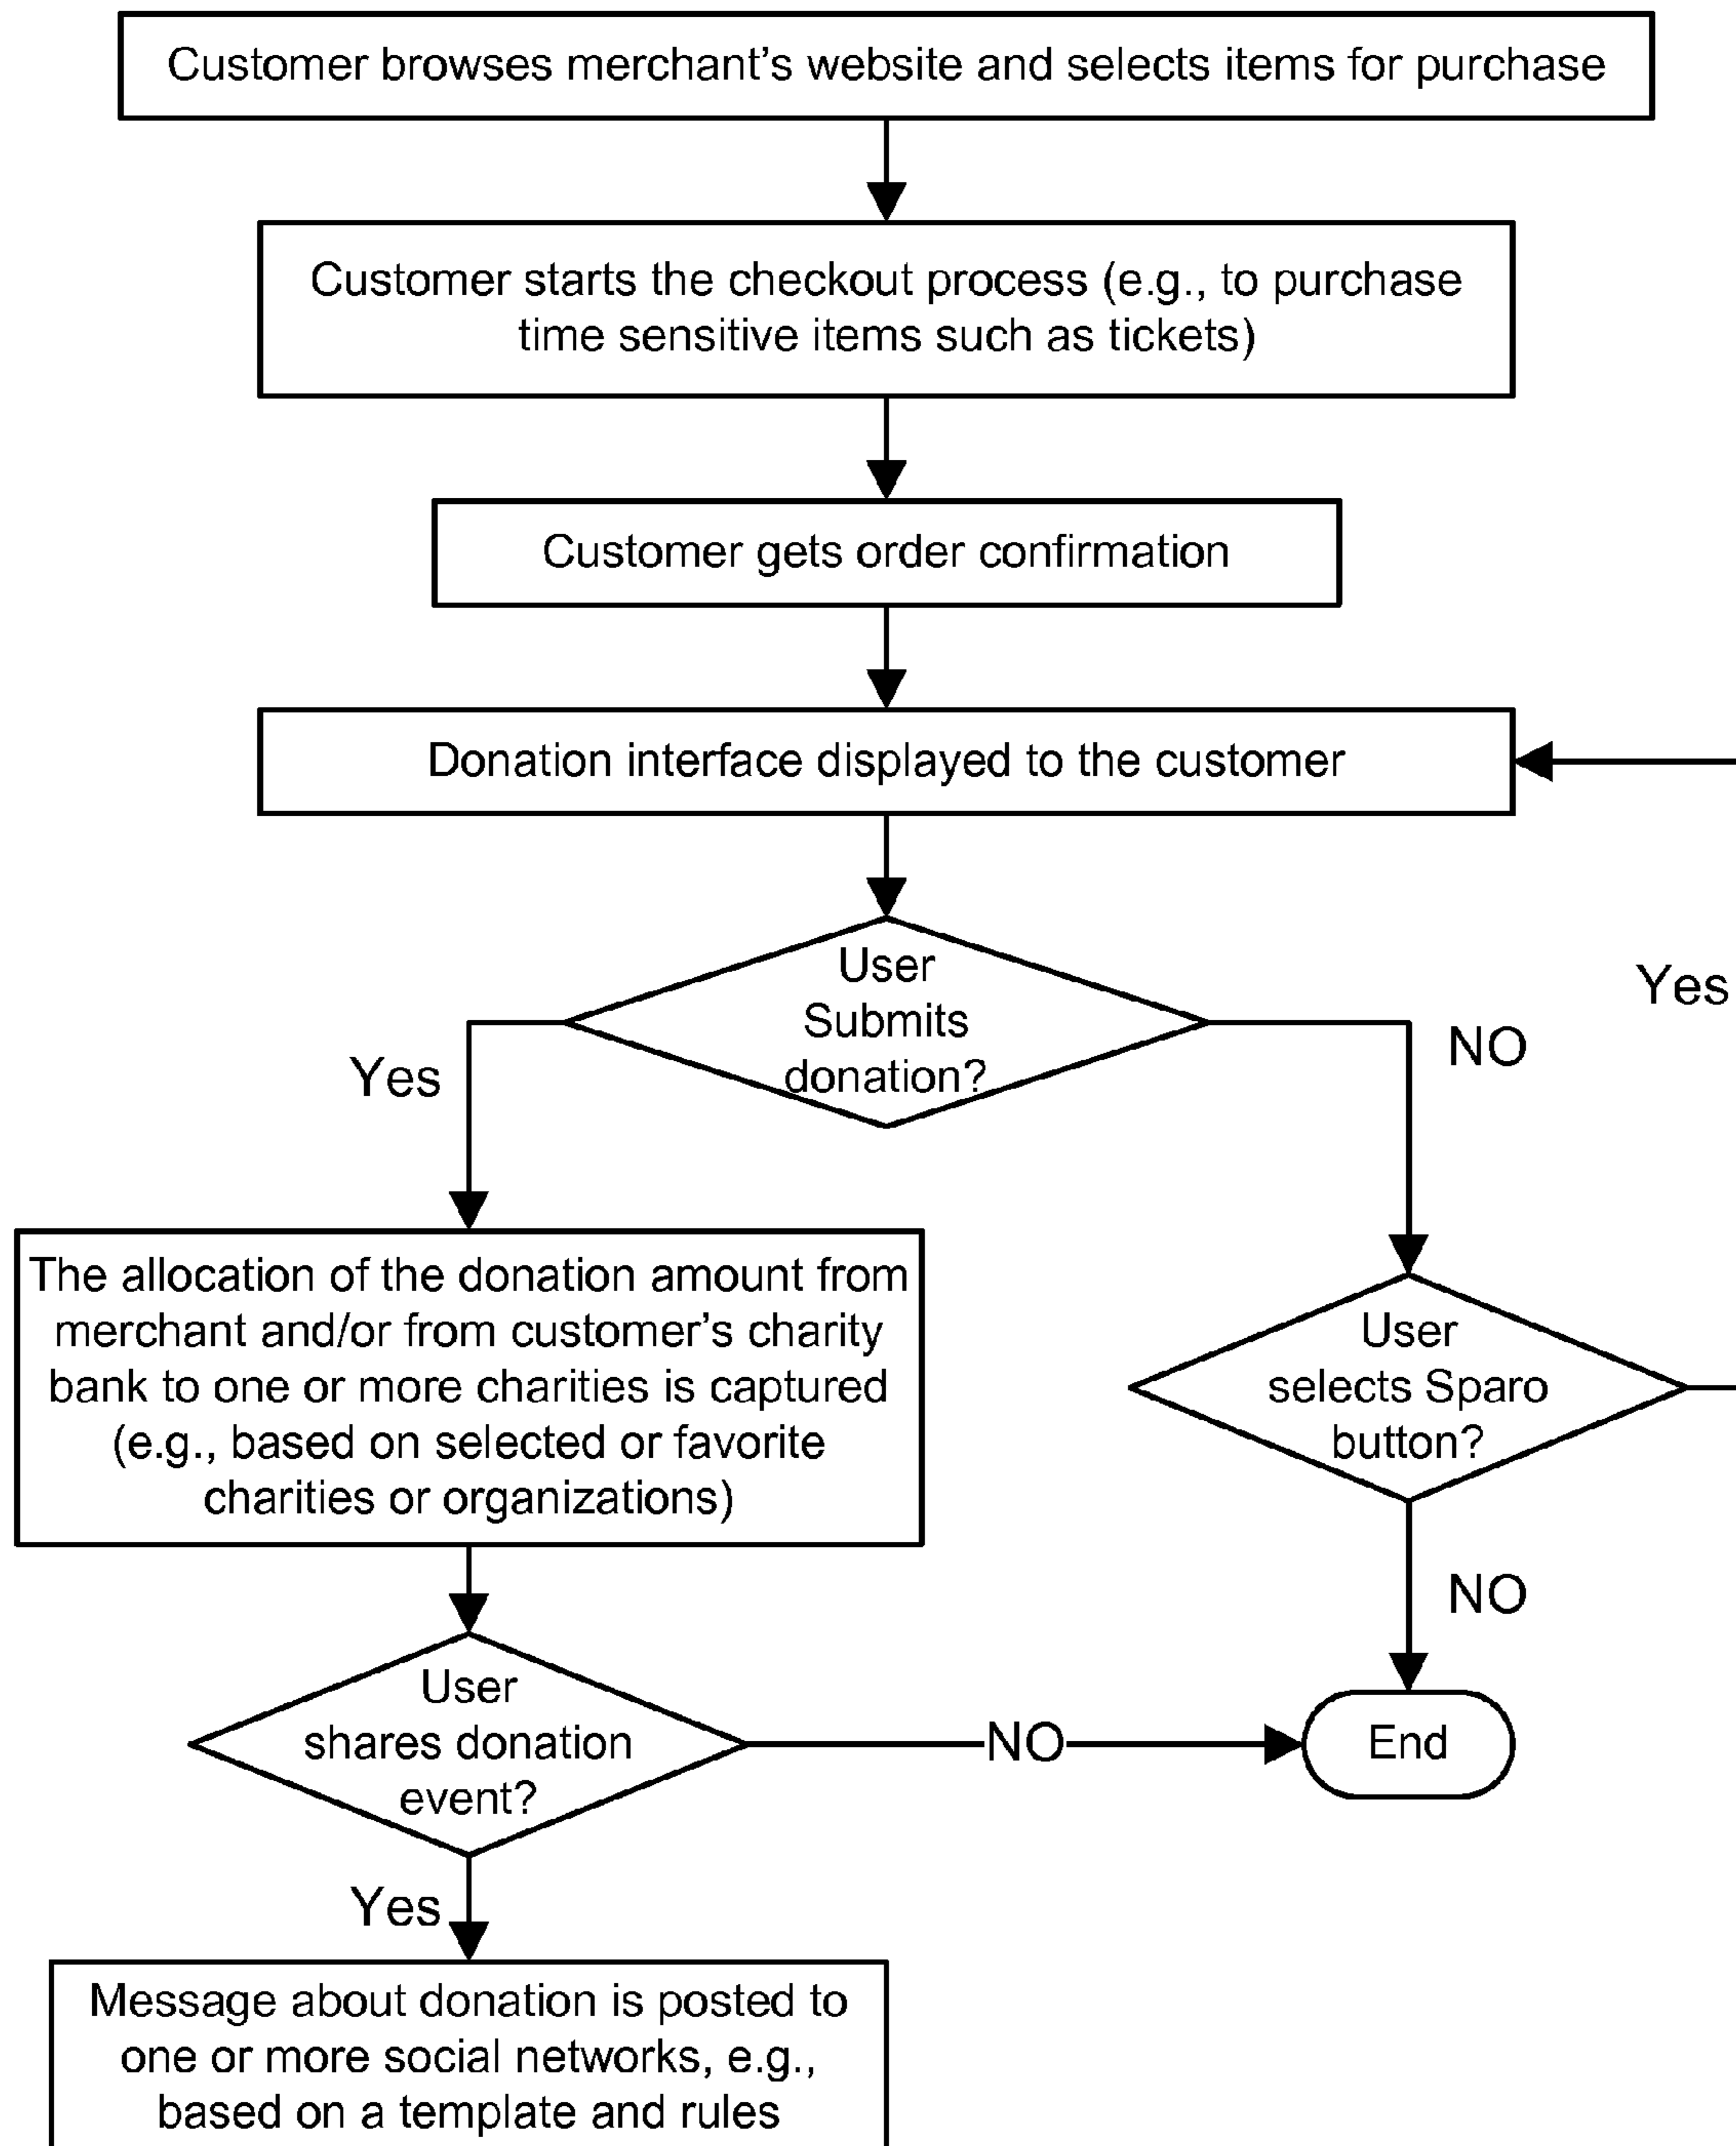 Customer browses merchant's website and selects items for purchase
Customer starts the checkout process (e.g., to purchase
time sensitive items such as tickets)
Customer gets order confirmation
Donation interface displayed to the customer
User
Submits
donation?
Yes
NO
Yes
The allocation of the donation amount from
merchant and/or from customer's charity
bank to one or more charities is captured
(e.g., based on selected or favorite
charities or organizations)
User
selects Sparo
button?
NO
User
shares donation
event?
NO
End
Yes
Message about donation is posted to
one or more social networks, e.g.,
based on a template and rules